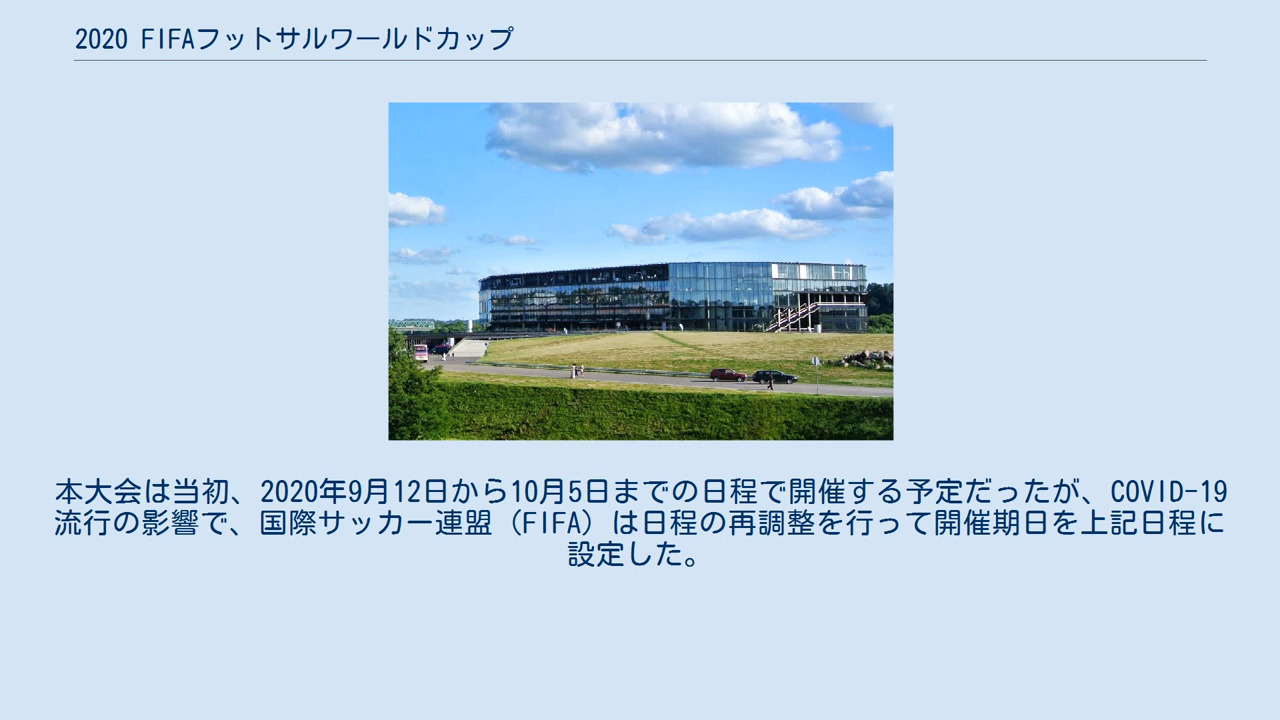 2020 FIFAフットサルワールドカップ
本大会は当初、2020年9月12日から10月5日までの日程で開催する予定だったが、COVID-19
流行の影響で、国際サッカー連盟（FIFA）は日程の再調整を行って開催期日を上記日程に
設定した。